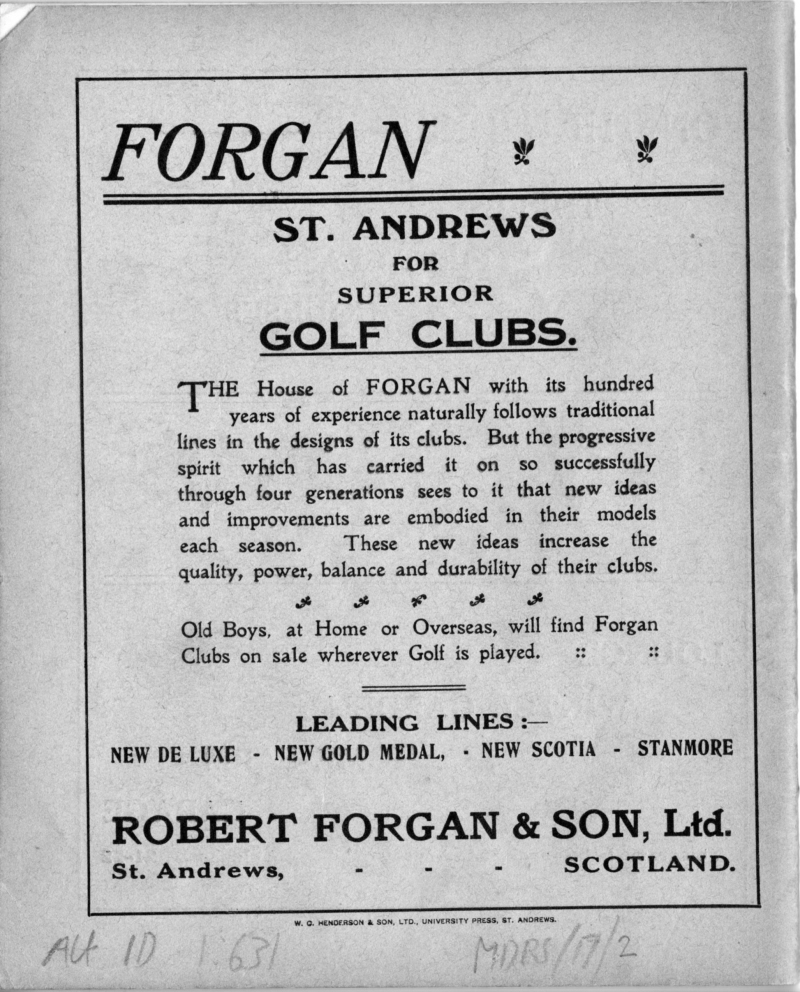 FORGAN
ST. ANDREWS
FOR
SUPERIOR
GOLF CLUBS.
THE House of FORGAN with its hundred
years of experience naturally follows traditional
lines in the designs of its clubs. But the progressive
spirit which has carried it on so successfully
through four generations sees to it that new ideas
and improvements are embodied in their models
each season. These new ideas increase the
quality, power, balance and durability of their clubs.
Old Boys, at Home or Overseas, will find Forgan
Clubs on sale wherever Golf is played. :: ::
LEADING LINES :—
NEW DE LUXE - NEW GOLD MEDAL, - NEW SCOTIA - STANMORE
ROBERT FORGAN & SON, Ltd.
St. Andrews, - - - SCOTLAND.
W. C. HENDERSON & SON, LTD., UNIVERSITY PRESS, ST. ANDREWS.
1.631
MDRS/17/2